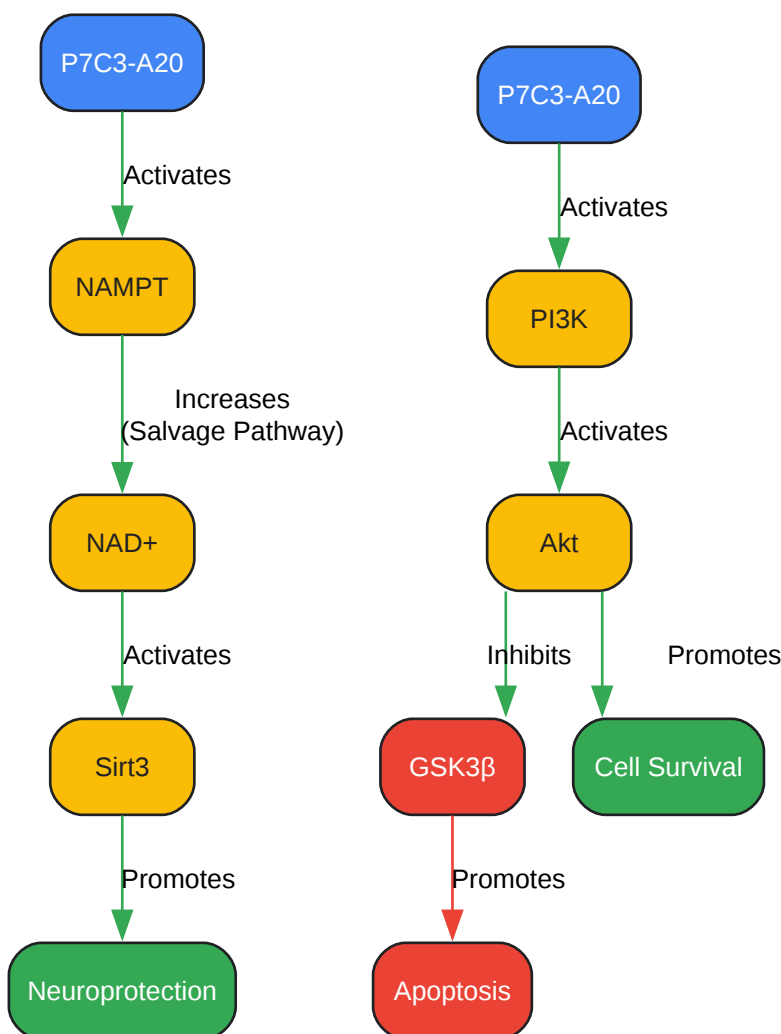 P7C3-A20
Activates
NAMPT
Increases
(Salvage Pathway)
NAD+
Activates
Sirt3
Promotes
Neuroprotection
P7C3-A20
Activates
PI3K
Activates
Akt
Inhibits
Promotes
GSK3β
Cell Survival
Promotes
Apoptosis